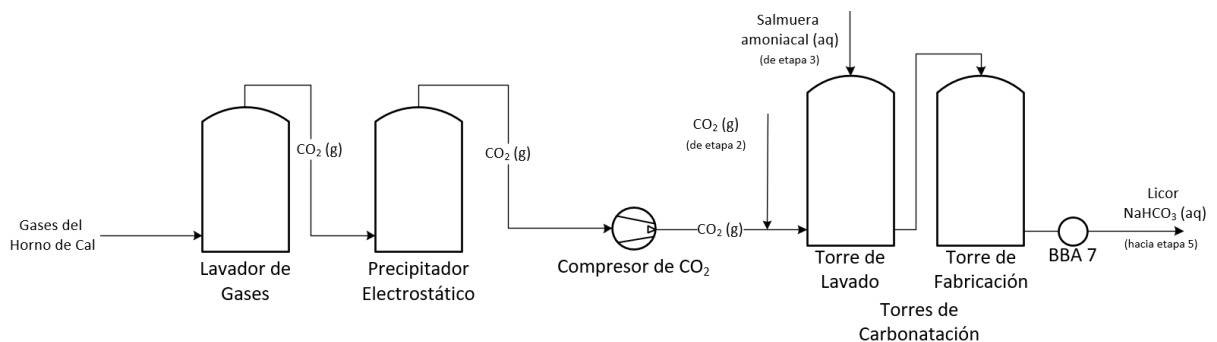 Gases del
Horno de Cal
Lavador de
Gases
CO₂ (g)
Precipitador
Electrostático
CO₂ (g)
Compresor de CO₂
CO₂ (g)
CO₂ (g)
(de etapa 2)
Salmuera
amoniacal (aq)
(de etapa 3)
Torre de
Lavado
Torre de
Fabricación
Torres de
Carbonatación
BBA 7
Licor
NaHCO₃ (aq)
(hacia etapa 5)